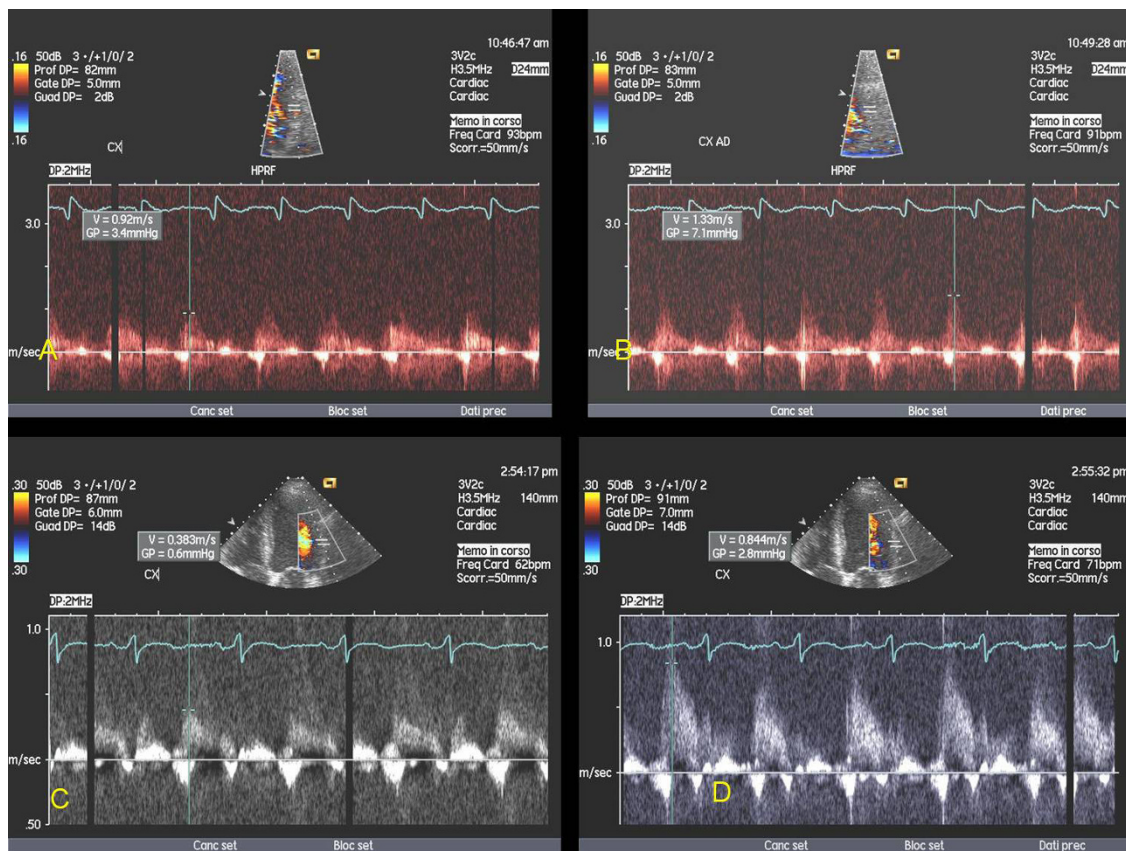 10:46:47 am
.16 50dB 3 •/+1/0/ 2
Prof DP= 82mm
Gate DP= 5.0mm
Guad DP= 2dB
.16
CX
3V2c
H3.5MHz D24mm
Cardiac
Cardiac
Memo in corso
Freq Card 93bpm
Scorr.=50mm/s
DP:2MHz
HPRF
V = 0.92m/s
GP = 3.4mmHg
3.0
m/sec
A
Canc set Bloc set Dati prec
10:49:28 am
.16 50dB 3 •/+1/0/ 2
Prof DP= 83mm
Gate DP= 5.0mm
Guad DP= 2dB
.16
CX AD
3V2c
H3.5MHz D24mm
Cardiac
Cardiac
Memo in corso
Freq Card 91bpm
Scorr.=50mm/s
DP:2MHz
HPRF
V = 1.33m/s
GP = 7.1mmHg
3.0
m/sec
B
Canc set Bloc set Dati prec
2:54:17 pm
.30 50dB 3 •/+1/0/ 2
Prof DP= 87mm
Gate DP= 6.0mm
Guad DP= 14dB
.30
V = 0.383m/s
GP = 0.6mmHg
CX
3V2c
H3.5MHz 140mm
Cardiac
Cardiac
Memo in corso
Freq Card 62bpm
Scorr.=50mm/s
DP:2MHz
1.0
m/sec
C
.50
Canc set Bloc set
2:55:32 pm
.30 50dB 3 •/+1/0/ 2
Prof DP= 91mm
Gate DP= 7.0mm
Guad DP= 14dB
.30
V = 0.844m/s
GP = 2.8mmHg
CX
3V2c
H3.5MHz 140mm
Cardiac
Cardiac
Memo in corso
Freq Card 71bpm
Scorr.=50mm/s
DP:2MHz
1.0
m/sec
D
Canc set Bloc set Dati prec